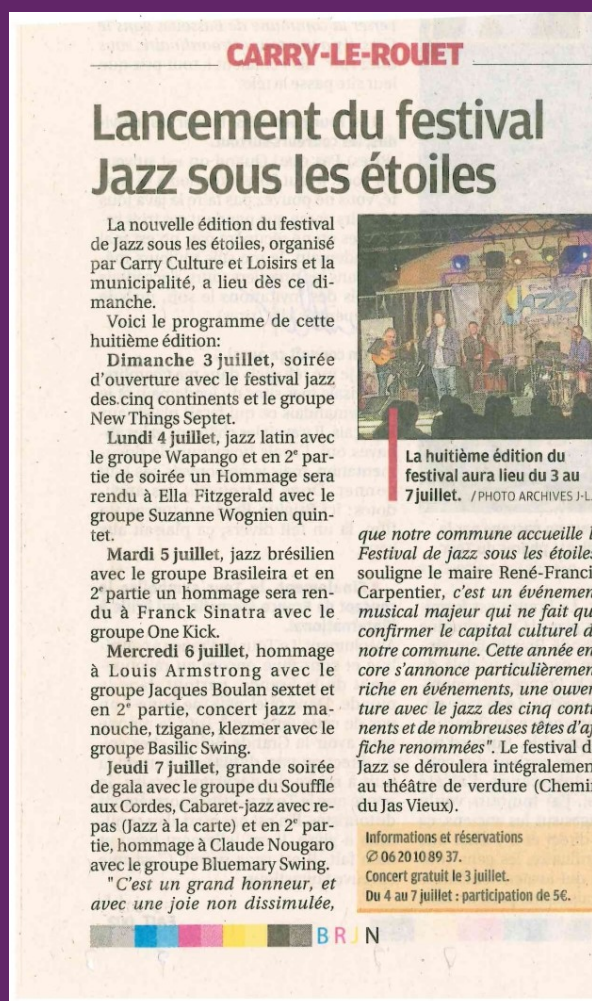 CARRY-LE-ROUET
Lancement du festival
Jazz sous les étoiles
La nouvelle édition du festival
de Jazz sous les étoiles, organisé
par Carry Culture et Loisirs et la
municipalité, a lieu dès ce di-
manche.
Voici le programme de cette
huitième édition:
Dimanche 3 juillet, soirée
d'ouverture avec le festival jazz
des cinq continents et le groupe
New Things Septet.
Lundi 4 juillet, jazz latin avec
le groupe Wapango et en 2e par-
tie de soirée un Hommage sera
rendu à Ella Fitzgerald avec le
groupe Suzanne Wognien quin-
tet.
Mardi 5 juillet, jazz brésilien
avec le groupe Brasileira et en
2e partie un hommage sera ren-
du à Franck Sinatra avec le
groupe One Kick.
Mercredi 6 juillet, hommage
à Louis Armstrong avec le
groupe Jacques Boulan sextet et
en 2e partie, concert jazz ma-
nouche, tzigane, klezmer avec le
groupe Basilic Swing.
Jeudi 7 juillet, grande soirée
de gala avec le groupe du Souffle
aux Cordes, Cabaret-jazz avec re-
pas (Jazz à la carte) et en 2e par-
tie, hommage à Claude Nougaro
avec le groupe Bluemary Swing.
"C'est un grand honneur, et
avec une joie non dissimulée,
Jazz
La huitième édition du
festival aura lieu du 3 au
7 juillet. / PHOTO ARCHIVES J-L.
que notre commune accueille l
Festival de jazz sous les étoiles
souligne le maire René-Franci
Carpentier, c'est un événemen
musical majeur qui ne fait qu
confirmer le capital culturel d
notre commune. Cette année en
core s'annonce particulièremen
riche en événements, une ouver
ture avec le jazz des cinq conti
nents et de nombreuses têtes d'af
fiche renommées". Le festival d
Jazz se déroulera intégralemen
au théâtre de verdure (Chemin
du Jas Vieux).
Informations et réservations
✆ 06 20 10 89 37.
Concert gratuit le 3 juillet.
Du 4 au 7 juillet : participation de 5€.
BRJN